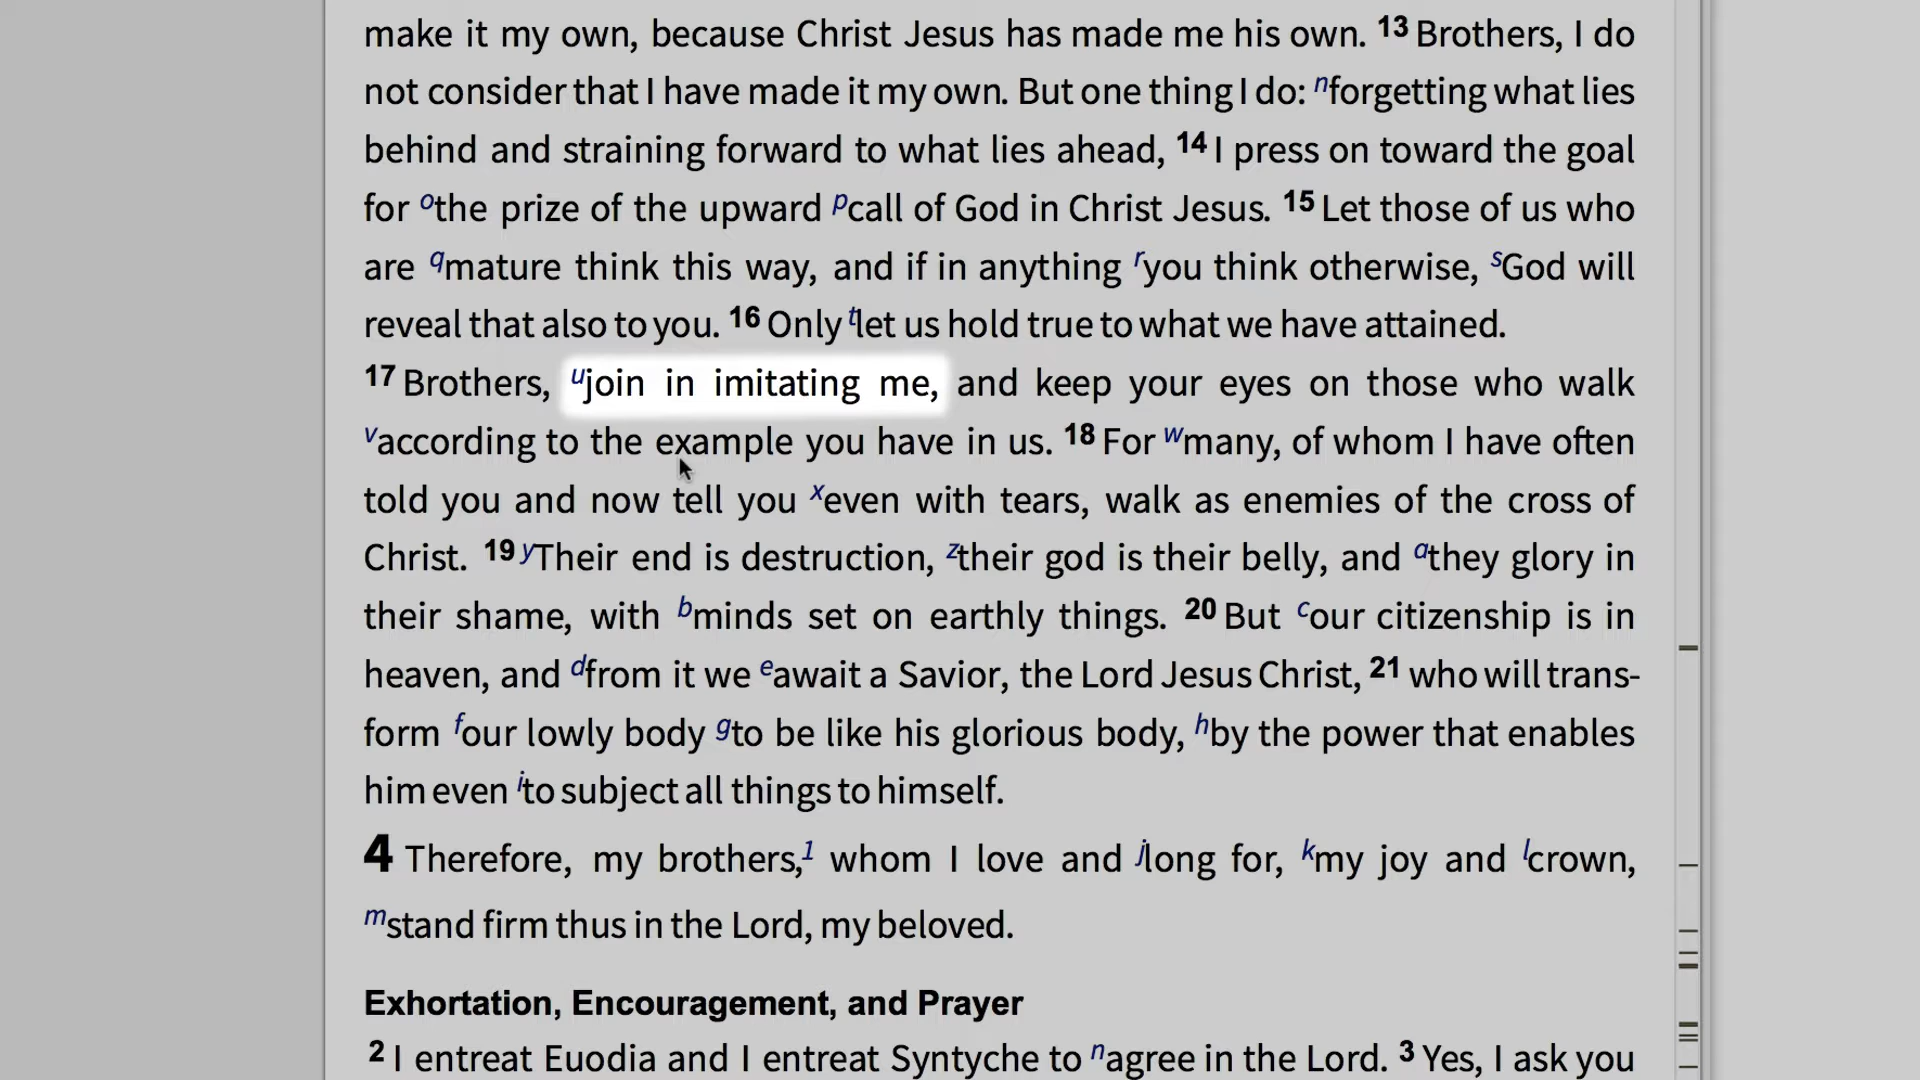 make it my own, because Christ Jesus has made me his own. 13 Brothers, I do
not consider that I have made it my own. But one thing I do: nforgetting what lies
behind and straining forward to what lies ahead, 14 I press on toward the goal
for othe prize of the upward pcall of God in Christ Jesus. 15 Let those of us who
are qmature think this way, and if in anything ryou think otherwise, sGod will
reveal that also to you. 16 Only tlet us hold true to what we have attained.
17 Brothers, ujoin in imitating me, and keep your eyes on those who walk
vaccording to the example you have in us. 18 For wmany, of whom I have often
told you and now tell you xeven with tears, walk as enemies of the cross of
Christ. 19 yTheir end is destruction, ztheir god is their belly, and athey glory in
their shame, with bminds set on earthly things. 20 But cour citizenship is in
heaven, and dfrom it we eawait a Savior, the Lord Jesus Christ, 21 who will trans-
form four lowly body gto be like his glorious body, hby the power that enables
him even ito subject all things to himself.
4 Therefore, my brothers,1 whom I love and jlong for, kmy joy and lcrown,
mstand firm thus in the Lord, my beloved.
Exhortation, Encouragement, and Prayer
2 I entreat Euodia and I entreat Syntyche to nagree in the Lord. 3 Yes, I ask you